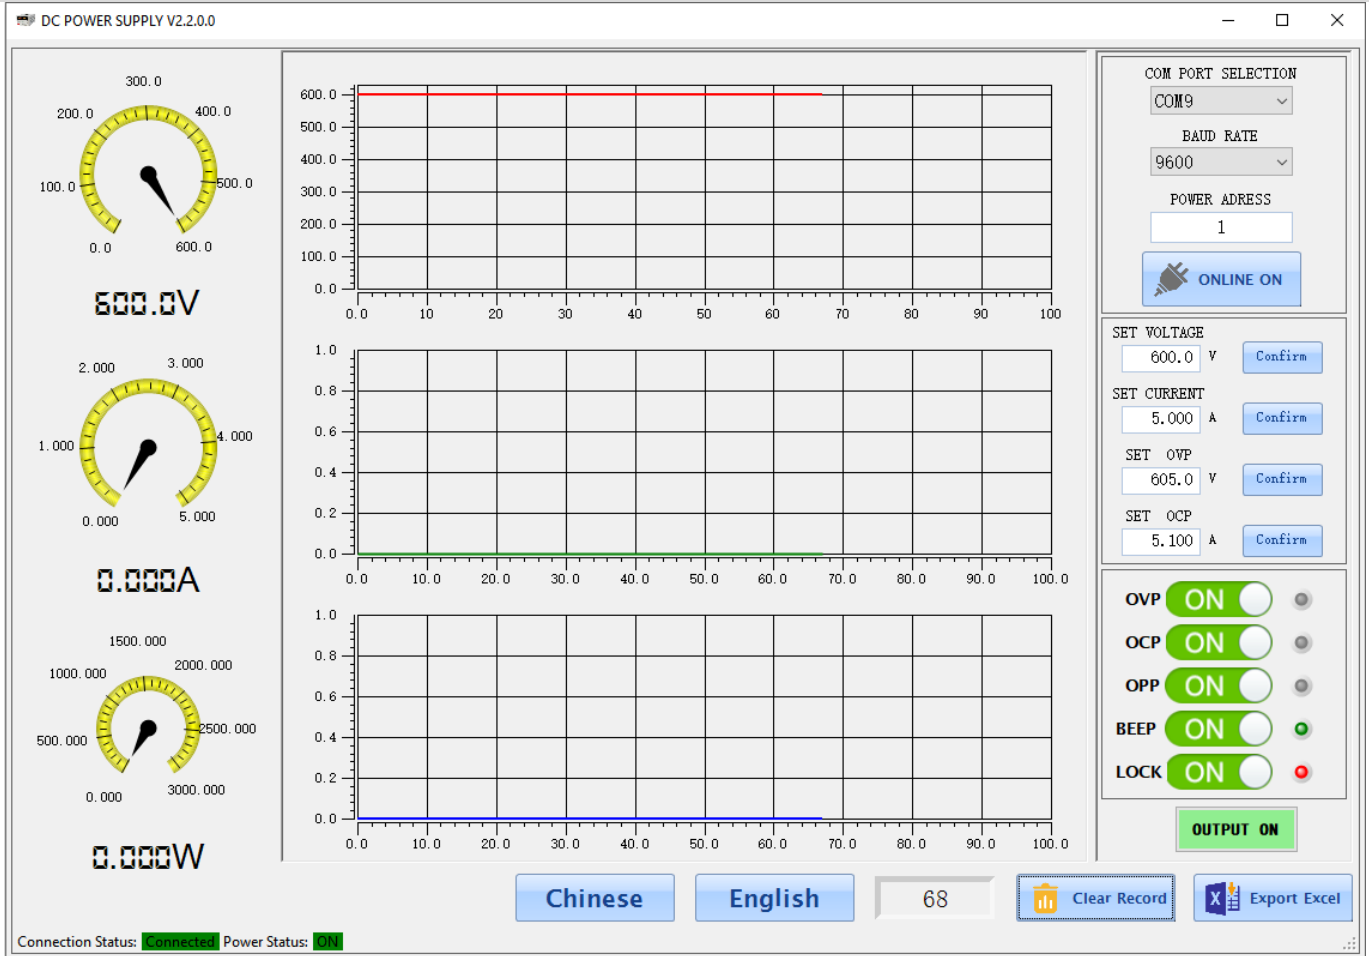 DC POWER SUPPLY V2.2.0.0
300.0
200.0
400.0
100.0
500.0
0.0
600.0
600.0V
2.000
3.000
1.000
4.000
0.000
5.000
0.000A
1500.000
1000.000
2000.000
500.000
2500.000
0.000
3000.000
0.000W
600.0
500.0
400.0
300.0
200.0
100.0
0.0
0.0 10 20 30 40 50 60 70 80 90 100
1.0
0.8
0.6
0.4
0.2
0.0
0.0 10.0 20.0 30.0 40.0 50.0 60.0 70.0 80.0 90.0 100.0
1.0
0.8
0.6
0.4
0.2
0.0
0.0 10.0 20.0 30.0 40.0 50.0 60.0 70.0 80.0 90.0 100.0
COM PORT SELECTION
COM9
BAUD RATE
9600
POWER ADRESS
1
ONLINE ON
SET VOLTAGE
600.0 V Confirm
SET CURRENT
5.000 A Confirm
SET OVP
605.0 V Confirm
SET OCP
5.100 A Confirm
OVP ON
OCP ON
OPP ON
BEEP ON
LOCK ON
OUTPUT ON
Chinese English 68 Clear Record X Export Excel
Connection Status: Connected Power Status: ON